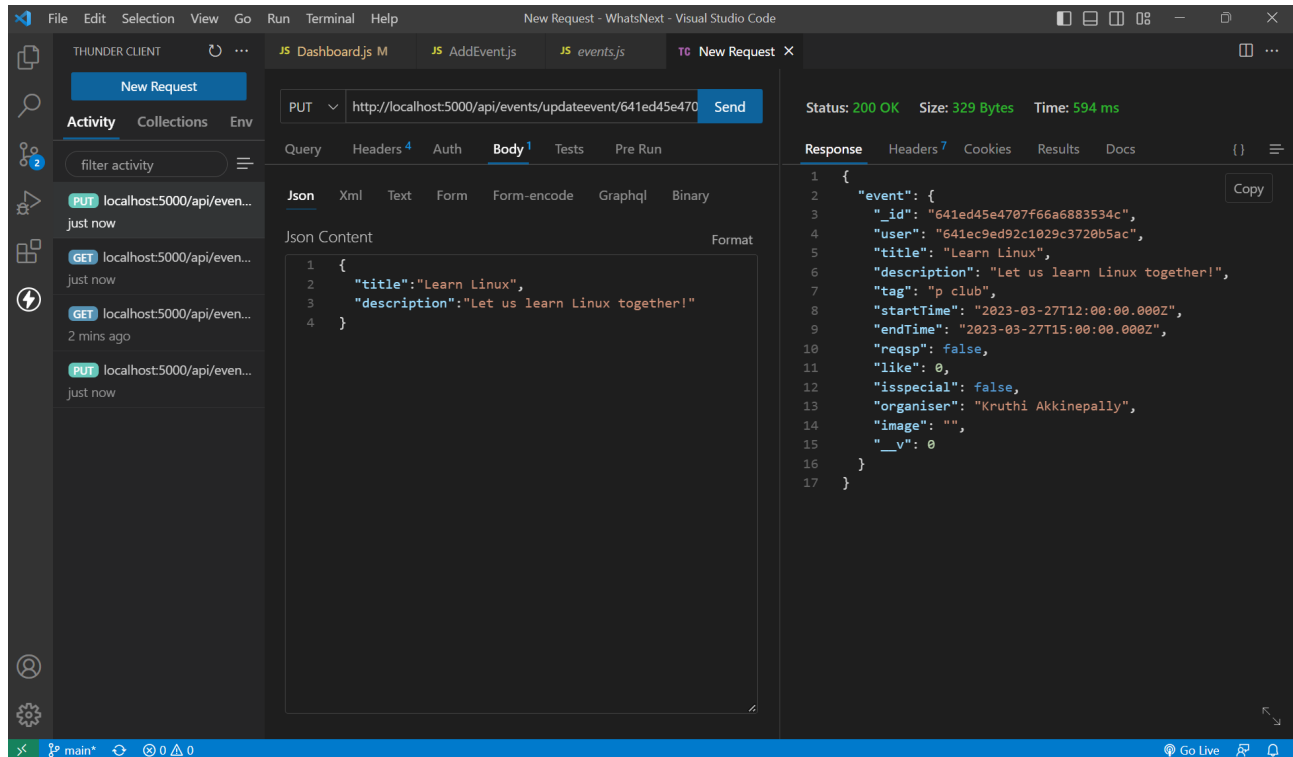 File Edit Selection View Go Run Terminal Help New Request - WhatsNext - Visual Studio Code
THUNDER CLIENT
New Request
Activity Collections Env
filter activity
PUT localhost:5000/api/even...
just now
GET localhost:5000/api/even...
just now
GET localhost:5000/api/even...
2 mins ago
PUT localhost:5000/api/even...
just now
2
JS Dashboard.js M JS AddEvent.js JS events.js TC New Request
PUT http://localhost:5000/api/events/updateevent/641ed45e470 Send
Query Headers 4 Auth Body 1 Tests Pre Run
Json Xml Text Form Form-encode Graphql Binary
Json Content Format
1 {
2 "title":"Learn Linux",
3 "description":"Let us learn Linux together!"
4 }
Status: 200 OK Size: 329 Bytes Time: 594 ms
Response Headers 7 Cookies Results Docs {}
Copy
1 {
2 "event": {
3 "_id": "641ed45e4707f66a6883534c",
4 "user": "641ec9ed92c1029c3720b5ac",
5 "title": "Learn Linux",
6 "description": "Let us learn Linux together!",
7 "tag": "p club",
8 "startTime": "2023-03-27T12:00:00.000Z",
9 "endTime": "2023-03-27T15:00:00.000Z",
10 "reqsp": false,
11 "like": 0,
12 "isspecial": false,
13 "organiser": "Kruthi Akkinepally",
14 "image": "",
15 "__v": 0
16 }
17 }
main* 0 0 Go Live